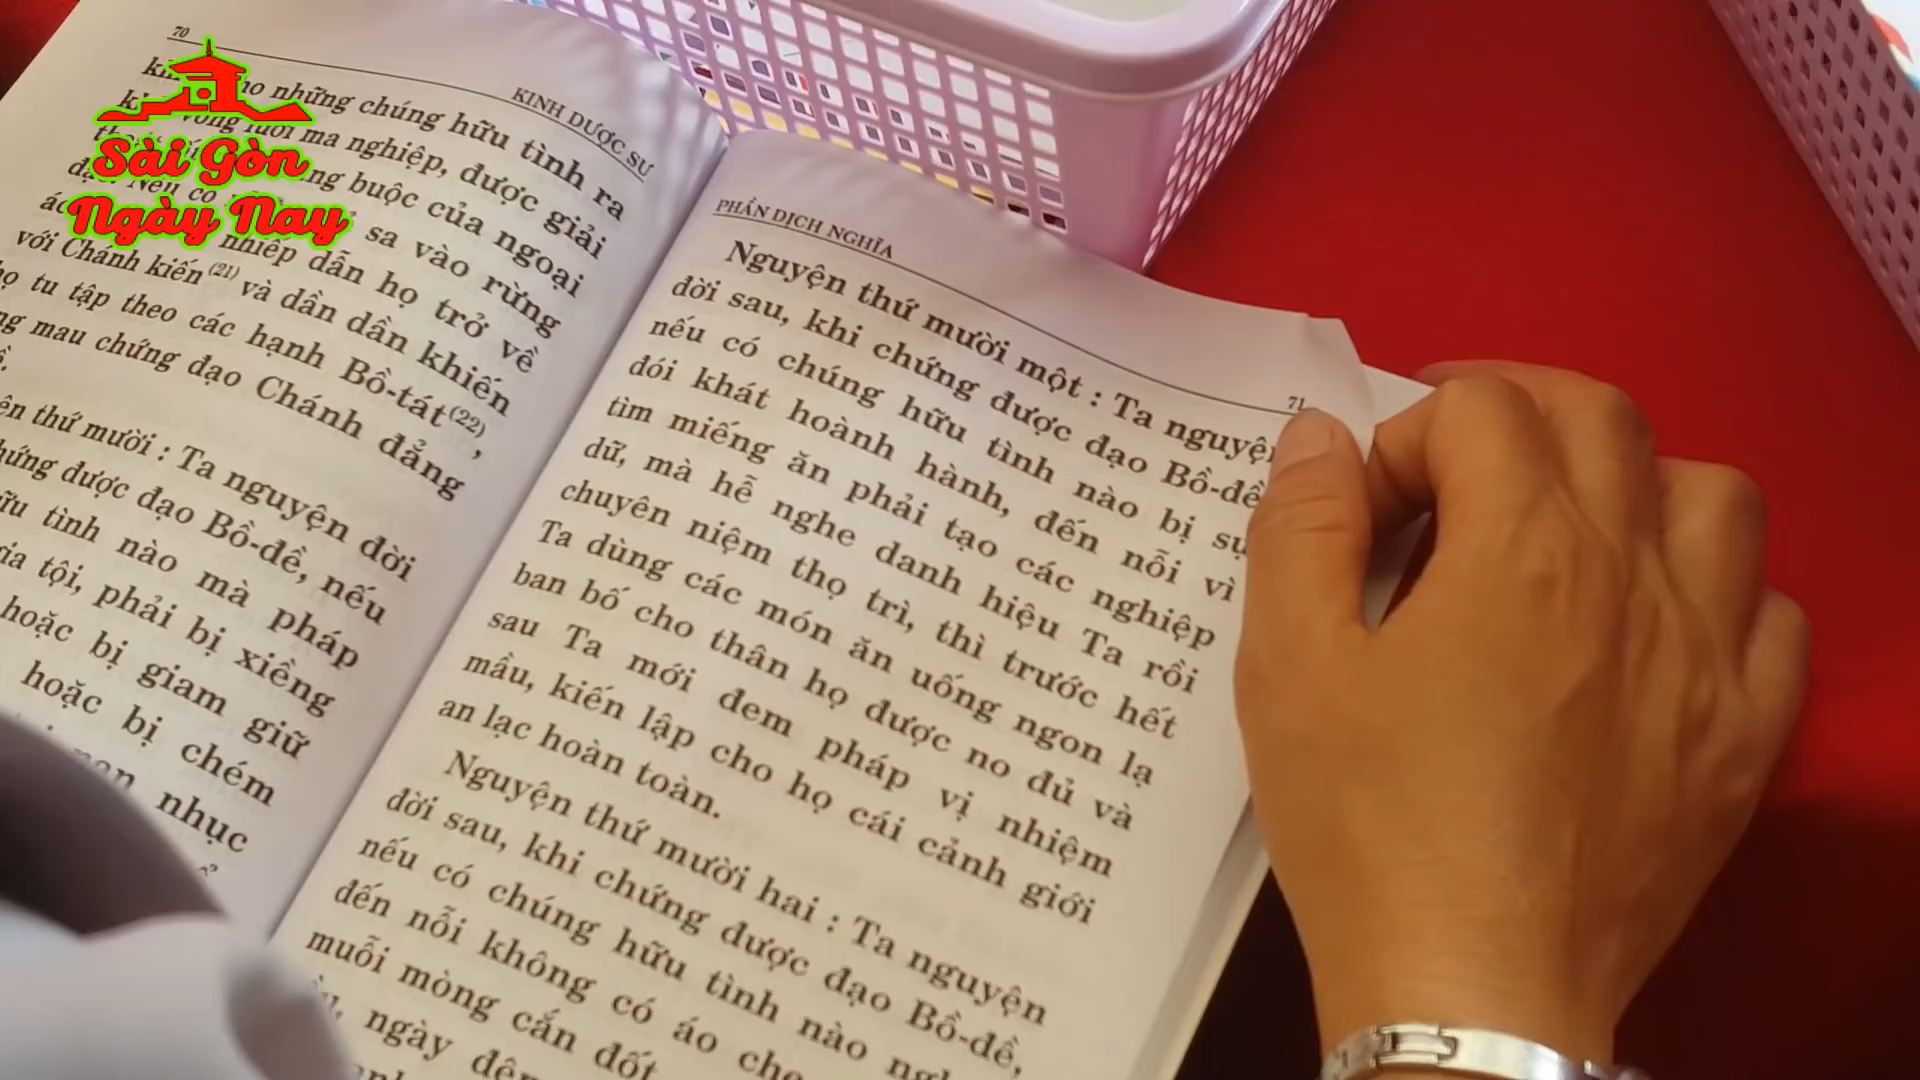 Sài Gòn
Ngày Nay
70
KINH DƯỢC SƯ
những chúng hữu tình ra
vòng lưới ma nghiệp, được giải
buộc của ngoại
Nếu có sa vào rừng
nhiếp dẫn họ trở về
với Chánh kiến (21) và dần dần khiến
tu tập theo các hạnh Bồ-tát(22),
mau chứng đạo Chánh đẳng
thứ mười : Ta nguyện đời
được đạo Bồ-đề, nếu
tình nào mà pháp
tội, phải bị xiềng
hoặc bị giam giữ
hoặc bị chém
nhục
PHẦN DỊCH NGHĨA
71
Nguyện thứ mười một : Ta nguyện
đời sau, khi chứng được đạo Bồ-đề
nếu có chúng hữu tình nào bị sự
đói khát hoành hành, đến nỗi vì
tìm miếng ăn phải tạo các nghiệp
dữ, mà hễ nghe danh hiệu Ta rồi
chuyên niệm thọ trì, thì trước hết
Ta dùng các món ăn uống ngon lạ
ban bố cho thân họ được no đủ và
sau Ta mới đem pháp vị nhiệm
mầu, kiến lập cho họ cái cảnh giới
an lạc hoàn toàn.
Nguyện thứ mười hai : Ta nguyện
đời sau, khi chứng được đạo Bồ-đề,
nếu có chúng hữu tình nào
đến nỗi không có áo che
muỗi mòng cắn đốt
ngày đêm